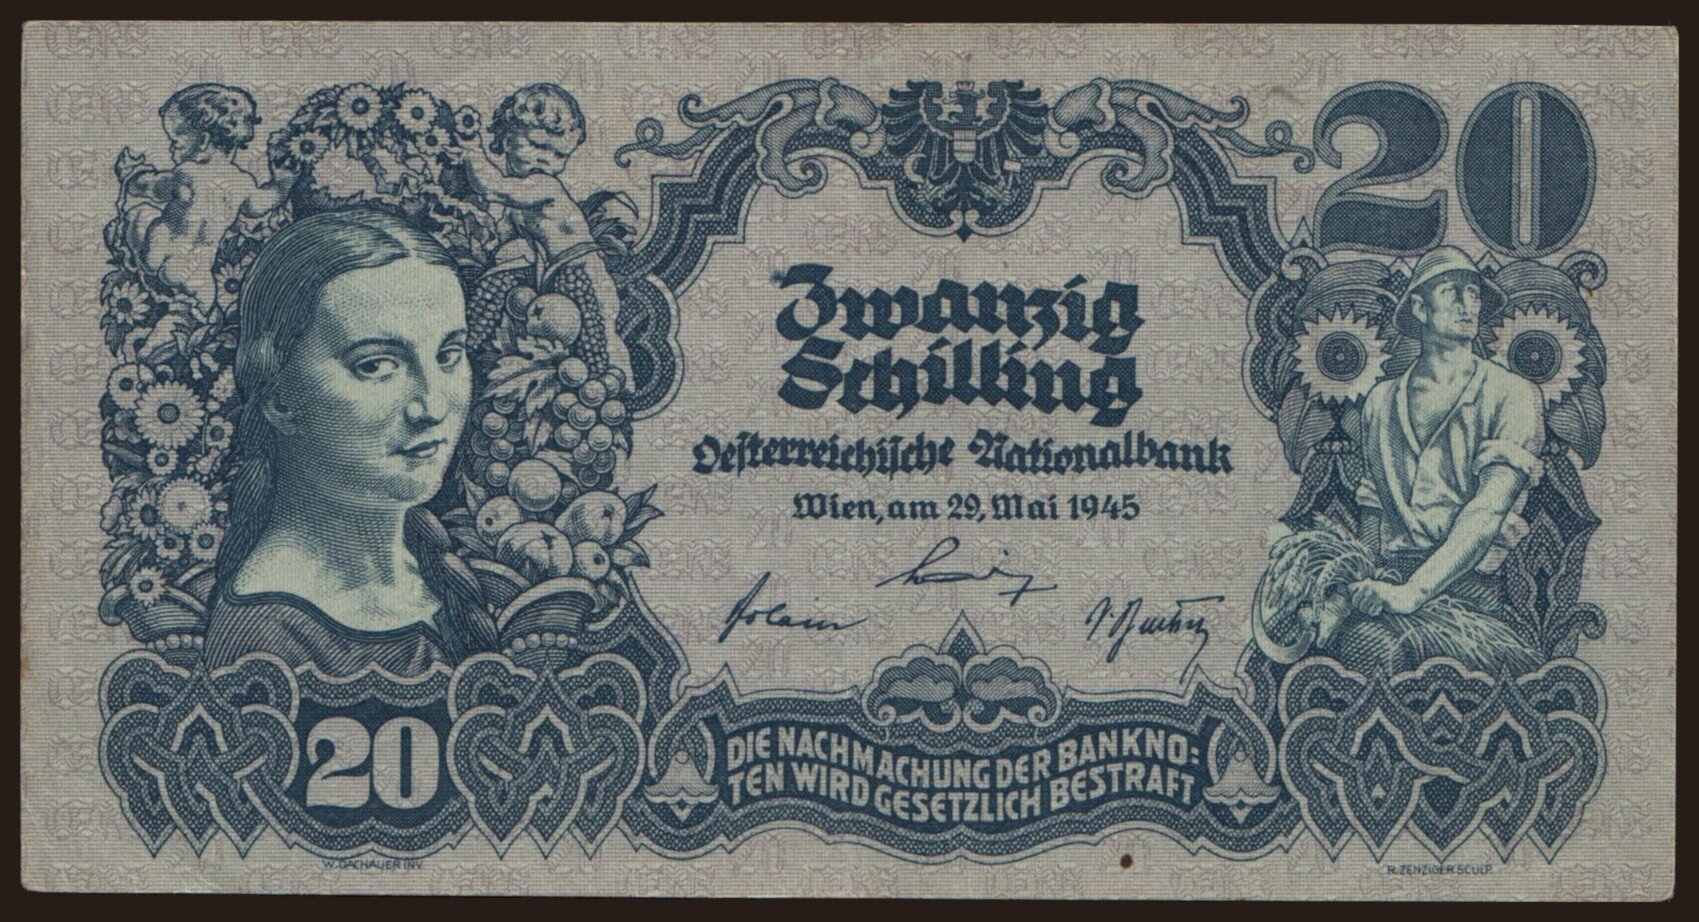 20
Zwanzig
Schilling
Oesterreichische Nationalbank
Wien, am 29, Mai 1945
20
DIE NACHMACHUNG DER BANKNO=
TEN WIRD GESETZLICH BESTRAFT
W. DACHAUER INV.
R. ZENZIGER SCULP.